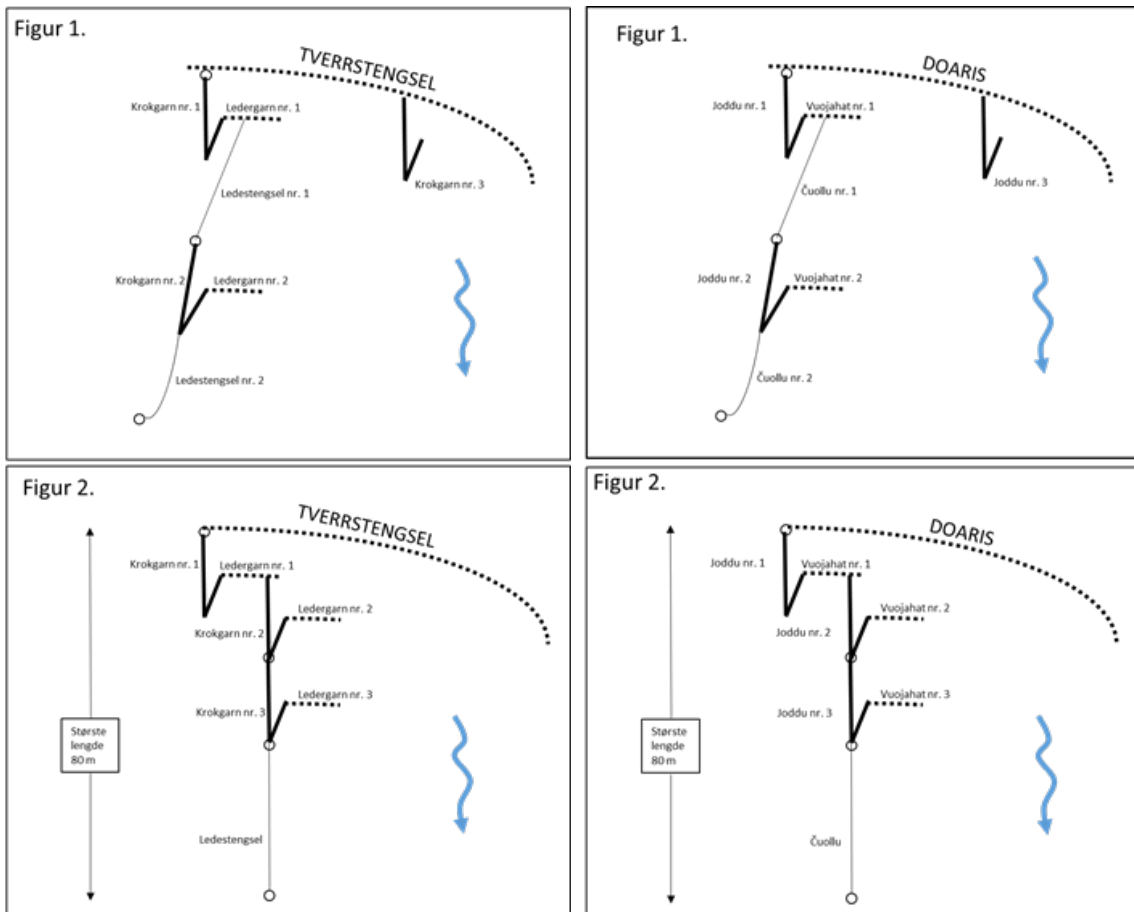 Figur 1.
TVERRSTENGSEL
Krokgarn nr. 1
Ledergarn nr. 1
Krokgarn nr. 3
Ledestengsel nr. 1
Krokgarn nr. 2
Ledergarn nr. 2
Ledestengsel nr. 2
Figur 1.
DOARIS
Joddu nr. 1
Vuojahat nr. 1
Joddu nr. 3
Čuollu nr. 1
Joddu nr. 2
Vuojahat nr. 2
Čuollu nr. 2
Figur 2.
TVERRSTENGSEL
Krokgarn nr. 1
Ledergarn nr. 1
Ledergarn nr. 2
Krokgarn nr. 2
Ledergarn nr. 3
Krokgarn nr. 3
Største
lengde
80 m
Ledestengsel
Figur 2.
DOARIS
Joddu nr. 1
Vuojahat nr. 1
Vuojahat nr. 2
Joddu nr. 2
Vuojahat nr. 3
Joddu nr. 3
Største
lengde
80 m
Čuollu